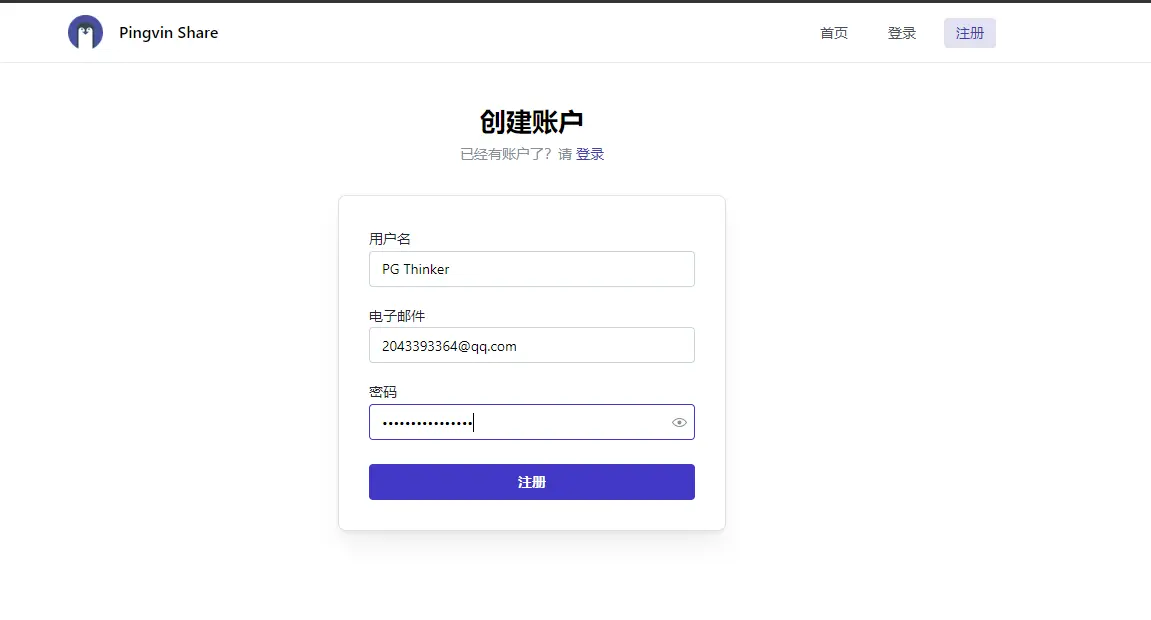 Pingvin Share
首页 登录 注册
创建账户
已经有账户了？请 登录
用户名
PG Thinker
电子邮件
2043393364@qq.com
密码
••••••••••••••••
注册